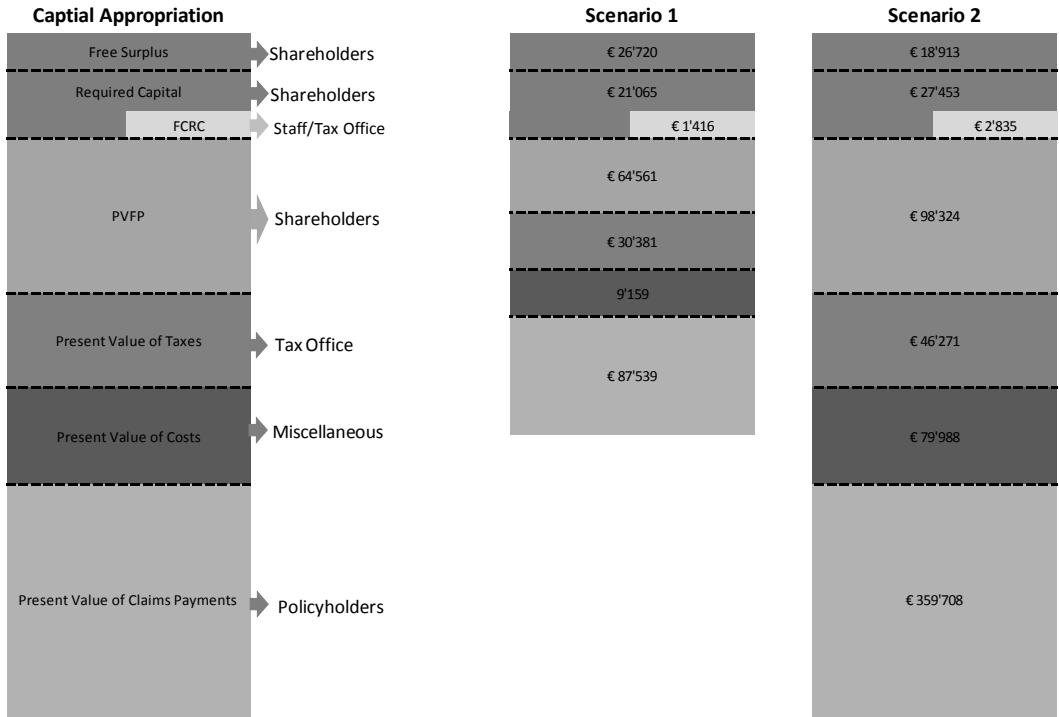 Captial Appropriation
Scenario 1
Scenario 2
Free Surplus
Shareholders
€ 26'720
€ 18'913
Required Capital
Shareholders
€ 21'065
€ 27'453
FCRC
Staff/Tax Office
€ 1'416
€ 2'835
PVFP
Shareholders
€ 64'561
€ 98'324
€ 30'381
9'159
Present Value of Taxes
Tax Office
€ 87'539
€ 46'271
Present Value of Costs
Miscellaneous
€ 79'988
Present Value of Claims Payments
Policyholders
€ 359'708